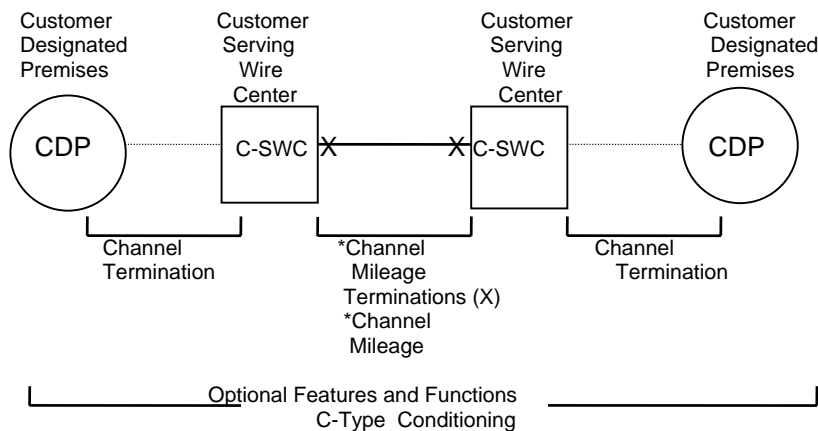 Customer
Designated
Premises
Customer
Serving
Wire
Center
Customer
Serving
Wire
Center
Customer
Designated
Premises
CDP
C-SWC
X
X
C-SWC
CDP
Channel
Termination
*Channel
Mileage
Terminations (X)
*Channel
Mileage
Channel
Termination
Optional Features and Functions
C-Type Conditioning